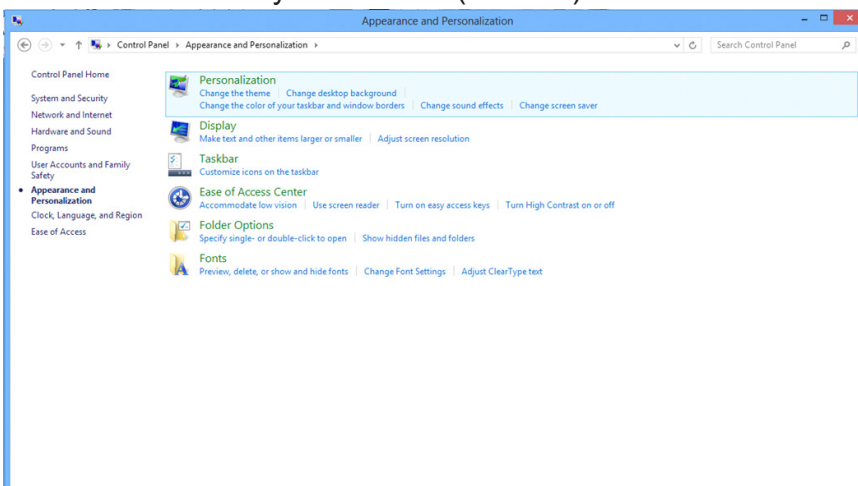 Appearance and Personalization
Control Panel Appearance and Personalization
Search Control Panel
Control Panel Home
System and Security
Network and Internet
Hardware and Sound
Programs
User Accounts and Family
Safety
Appearance and
Personalization
Clock, Language, and Region
Ease of Access
Personalization
Change the theme Change desktop background
Change the color of your taskbar and window borders Change sound effects Change screen saver
Display
Make text and other items larger or smaller Adjust screen resolution
Taskbar
Customize icons on the taskbar
Ease of Access Center
Accommodate low vision Use screen reader Turn on easy access keys Turn High Contrast on or off
Folder Options
Specify single- or double-click to open Show hidden files and folders
Fonts
Preview, delete, or show and hide fonts Change Font Settings Adjust ClearType text